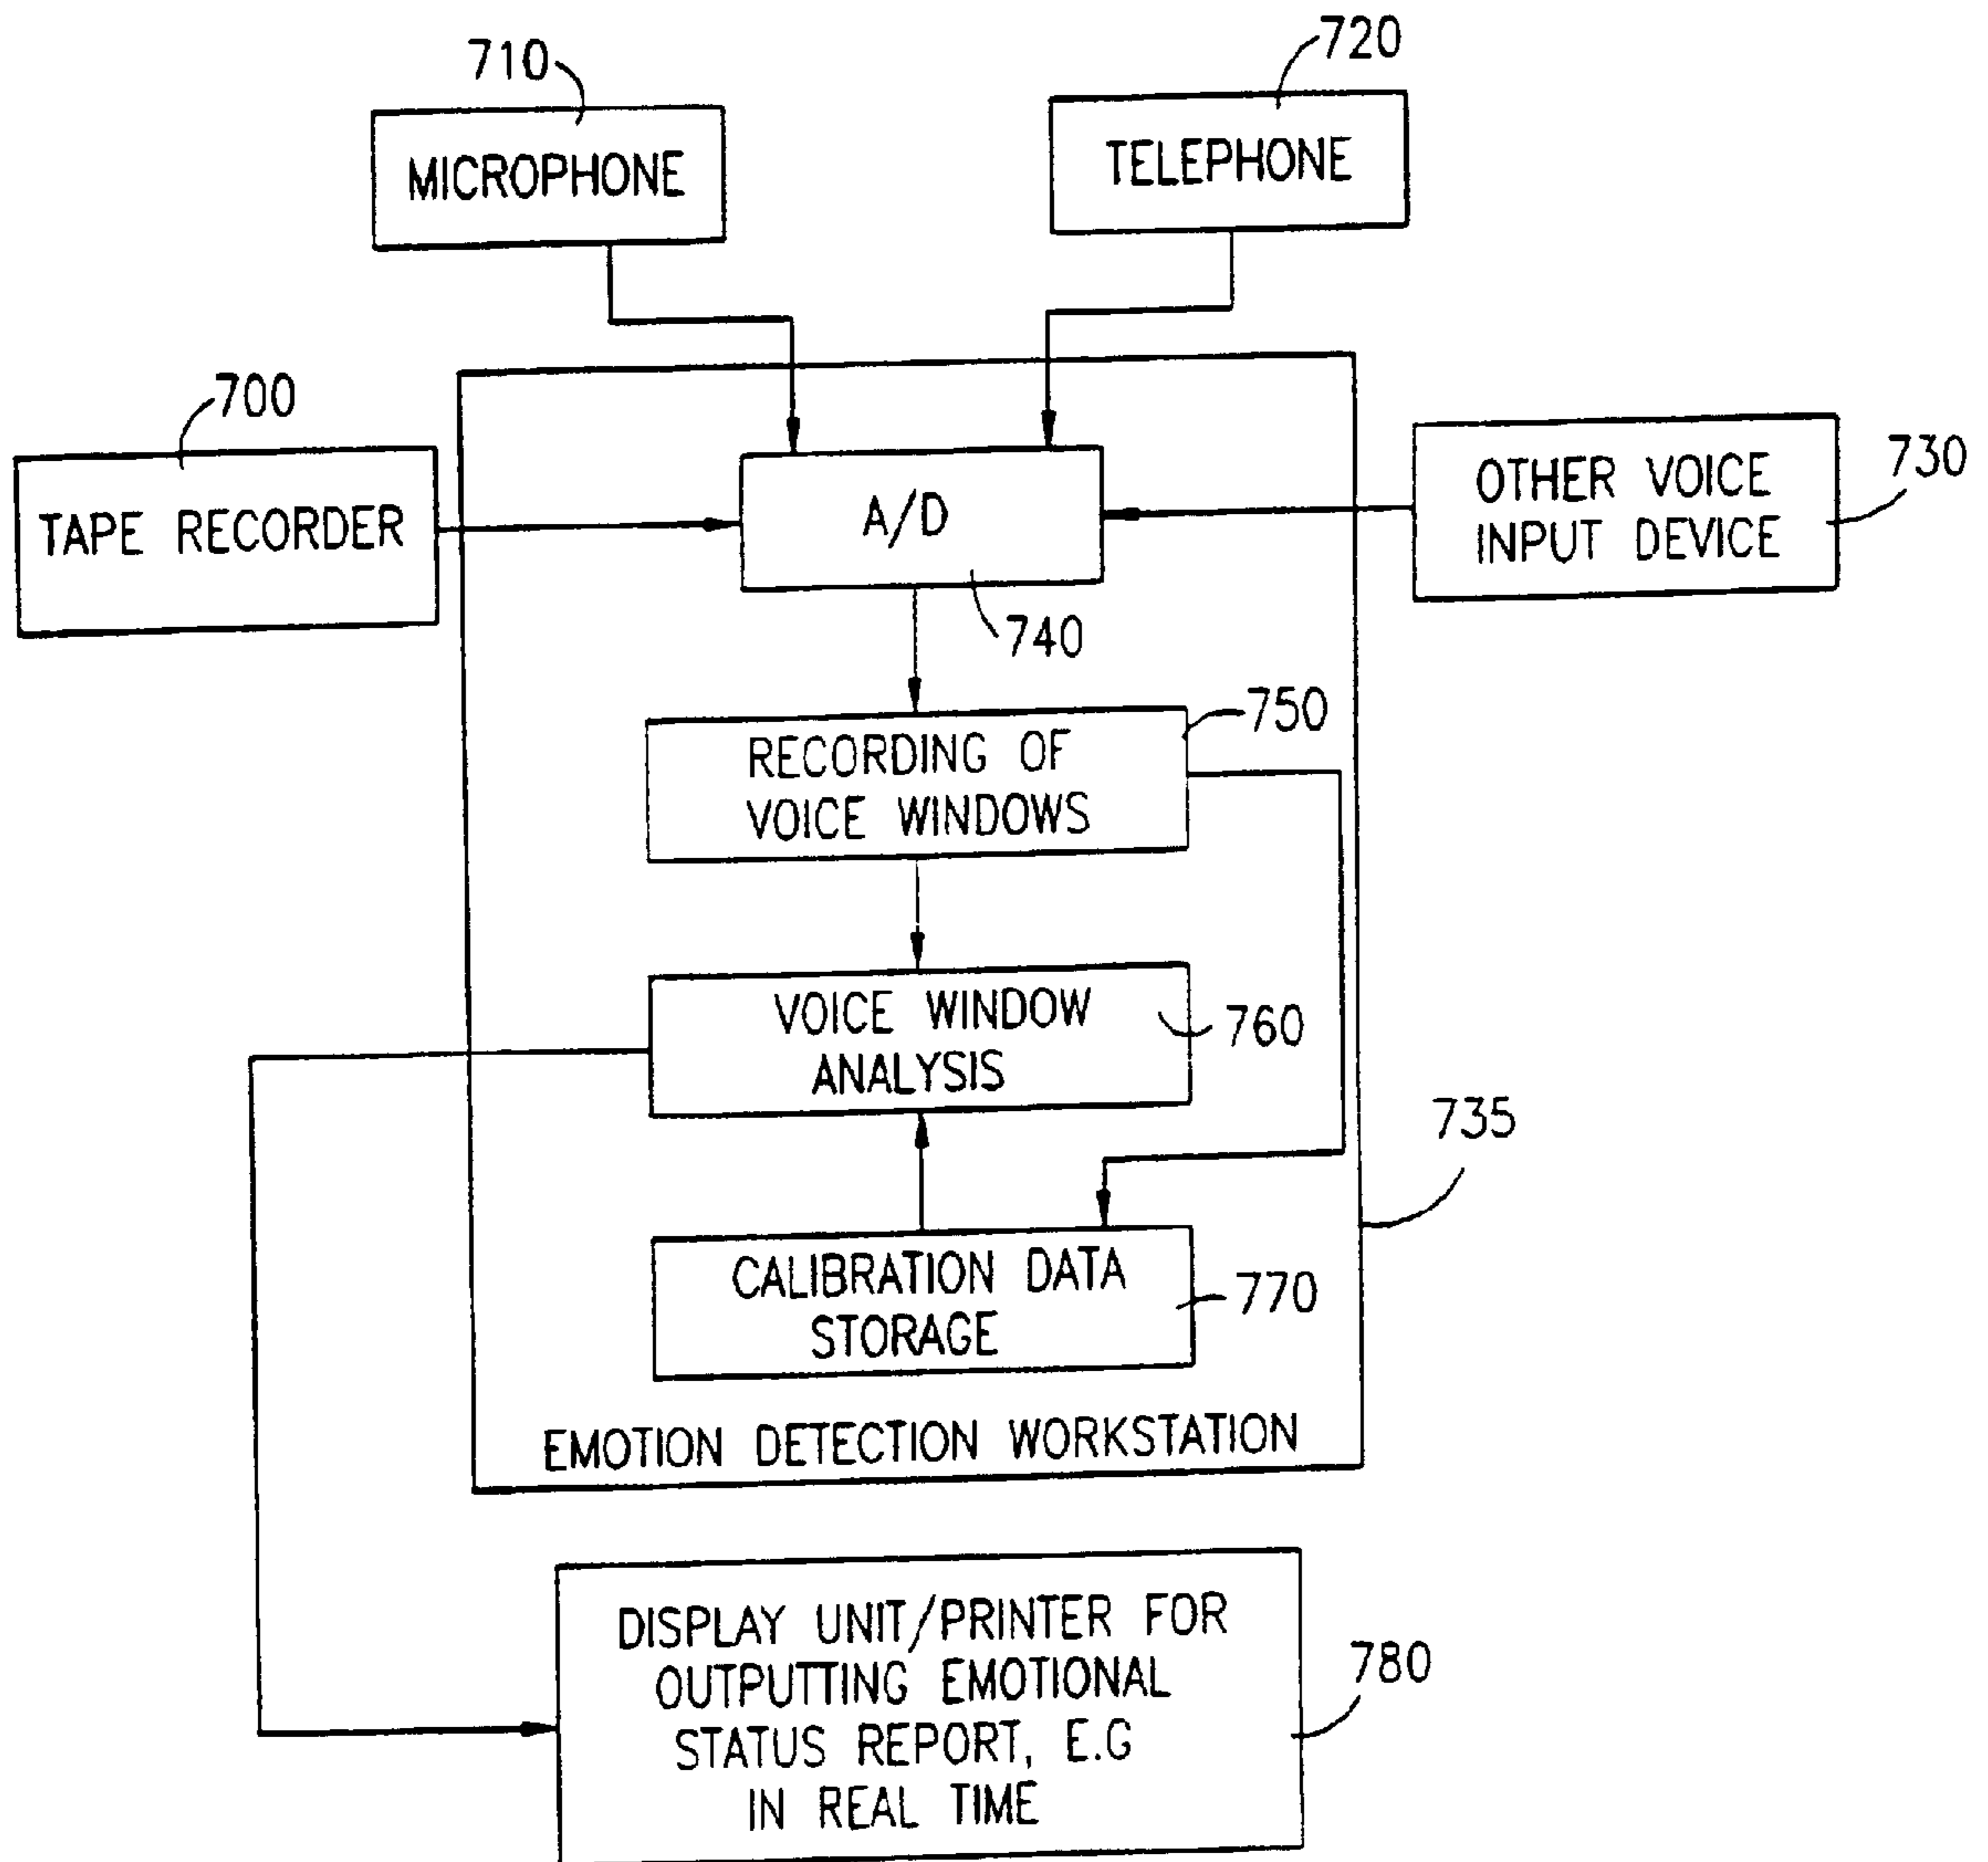 710
720
MICROPHONE
TELEPHONE
700
TAPE RECORDER
A/D
OTHER VOICE
INPUT DEVICE
730
740
750
RECORDING OF
VOICE WINDOWS
VOICE WINDOW
ANALYSIS
760
735
CALIBRATION DATA
STORAGE
770
EMOTION DETECTION WORKSTATION
DISPLAY UNIT/PRINTER FOR
OUTPUTTING EMOTIONAL
STATUS REPORT, E.G
IN REAL TIME
780